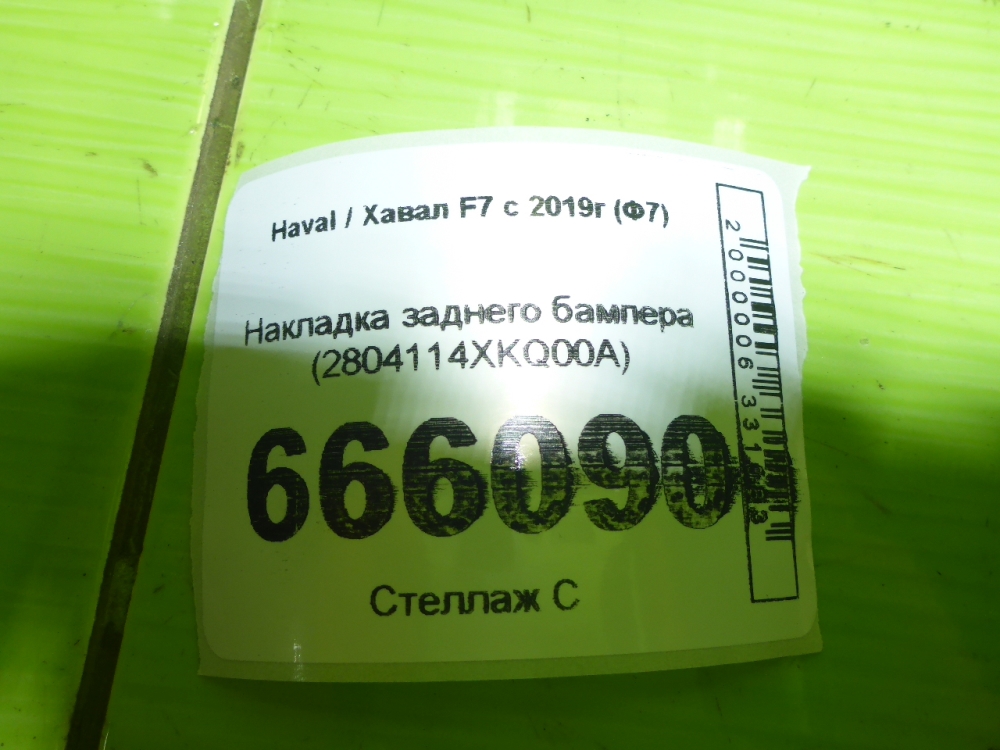 Haval / Хавал F7 с 2019г (Ф7)
Накладка заднего бампера
(2804114XKQ00A)
666090
Стеллаж С